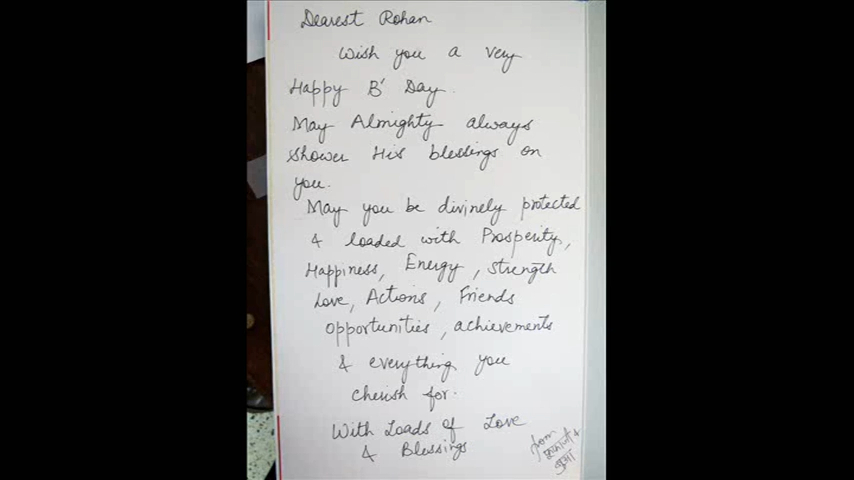 Dearest Rohan
Wish you a very
Happy B' Day.
May Almighty always
shower His blessings on
you.
May you be divinely protected
& loaded with Prosperity,
Happiness, Energy, strength
Love, Actions, Friends
opportunities, achievements
& everything you
cherish for.
With Loads of Love
& Blessings
from
&